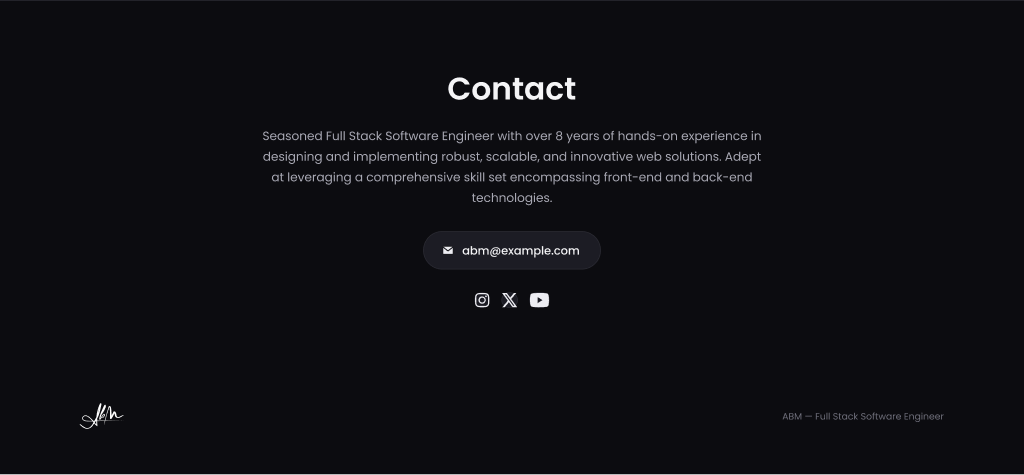 Contact
Seasoned Full Stack Software Engineer with over 8 years of hands-on experience in
designing and implementing robust, scalable, and innovative web solutions. Adept
at leveraging a comprehensive skill set encompassing front-end and back-end
technologies.
abm@example.com
Abm
ABM — Full Stack Software Engineer